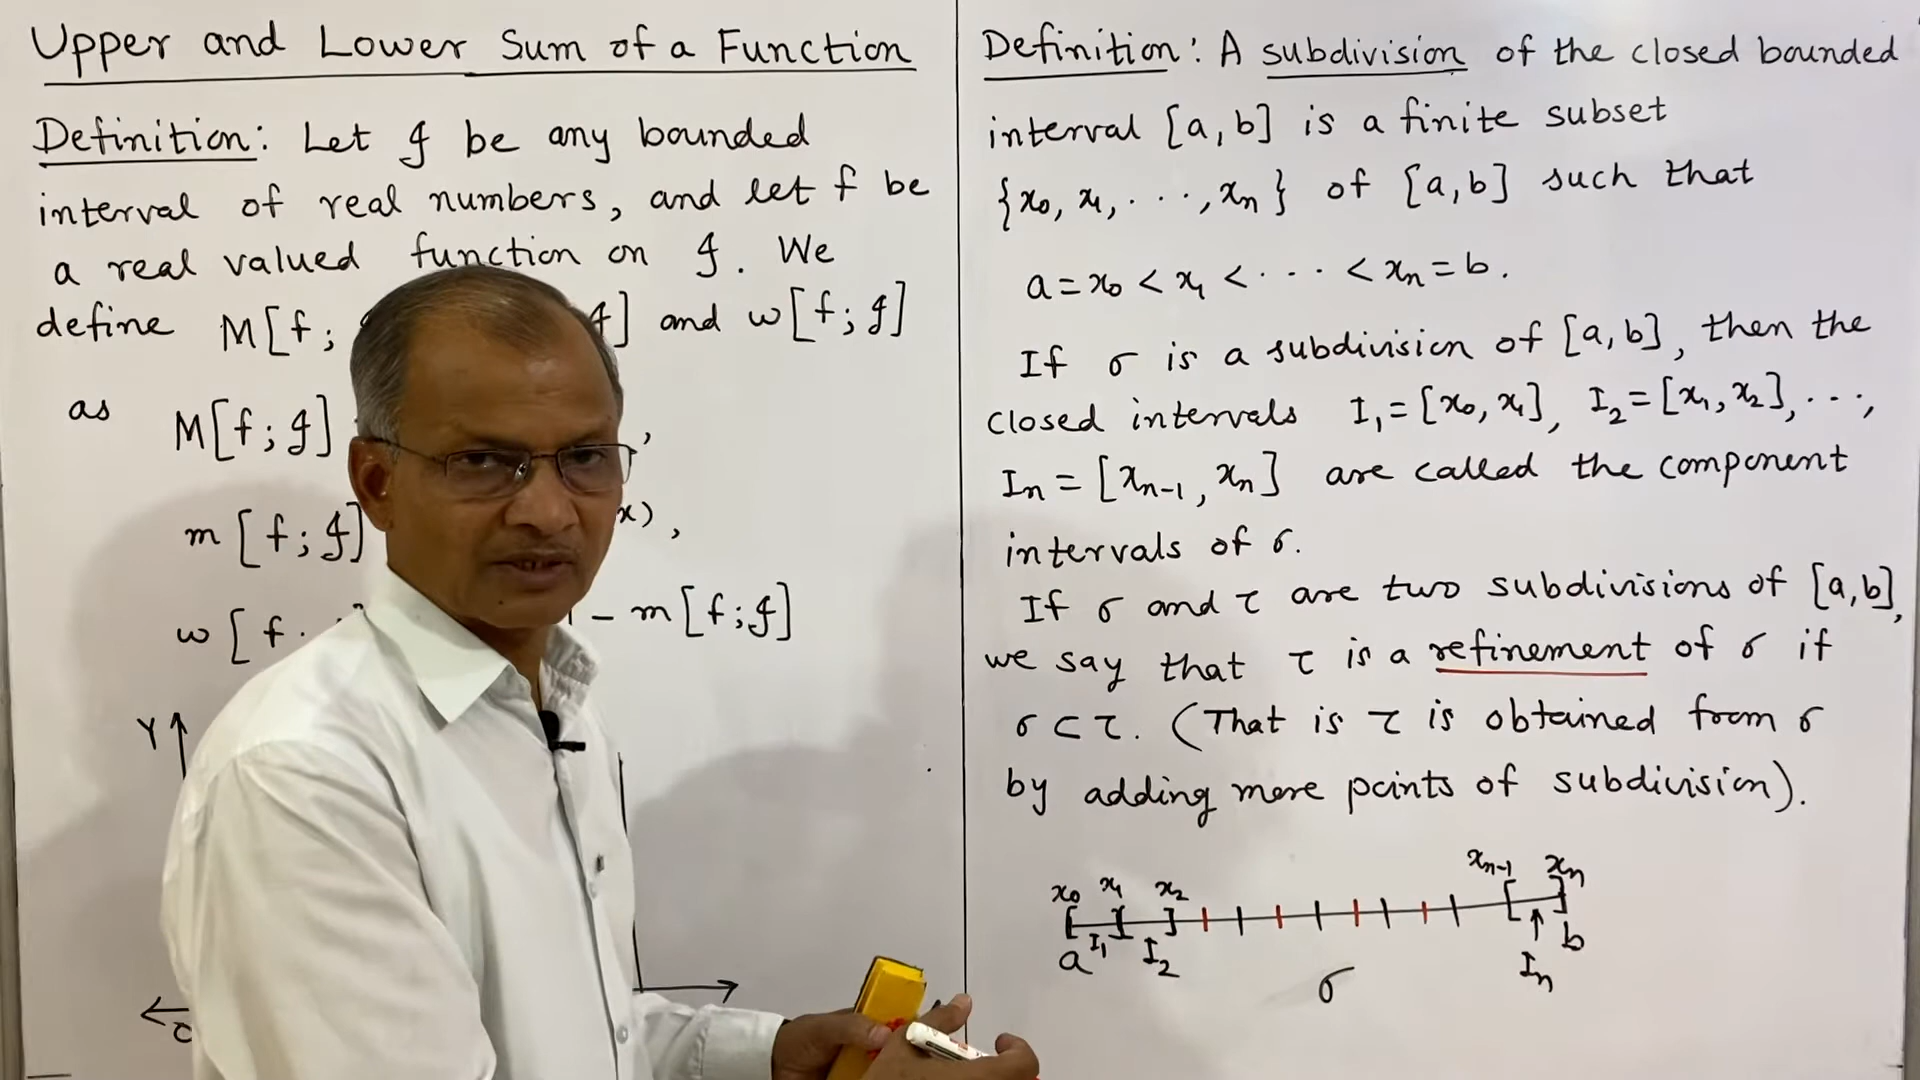 Upper and Lower Sum of a Function
Definition: Let J be any bounded
interval of real numbers, and let f be
a real valued function on J. We
define M[f; J] and w[f; J]
as M[f; J] ,
m[f; J] x),
w[f - m[f; J]
Y
Definition: A subdivision of the closed bounded
interval [a, b] is a finite subset
{x₀, x₁, . . ., xₙ} of [a, b] such that
a = x₀ < x₁ < . . . < xₙ = b.
If σ is a subdivision of [a, b], then the
closed intervals I₁ = [x₀, x₁], I₂ = [x₁, x₂], . . .,
Iₙ = [xₙ₋₁, xₙ] are called the component
intervals of σ.
If σ and τ are two subdivisions of [a, b],
we say that τ is a refinement of σ if
σ ⊂ τ. (That is τ is obtained from σ
by adding more points of subdivision).
x₀ x₁ x₂ xₙ₋₁ xₙ
a I₁ I₂ Iₙ b
σ